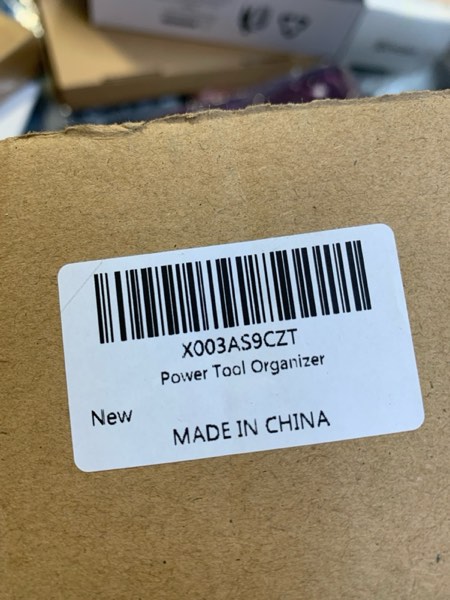 X003AS9CZT
Power Tool Organizer
New
MADE IN CHINA